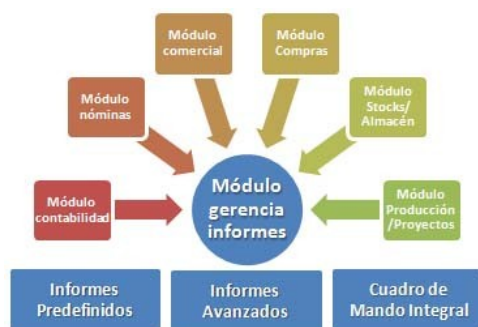 Módulo
comercial
Módulo
Compras
Módulo
nóminas
Módulo
Stocks/
Almacén
Módulo
contabilidad
Módulo
gerencia
informes
Módulo
Producción
/Proyectos
Informes
Predefinidos
Informes
Avanzados
Cuadro de
Mando Integral